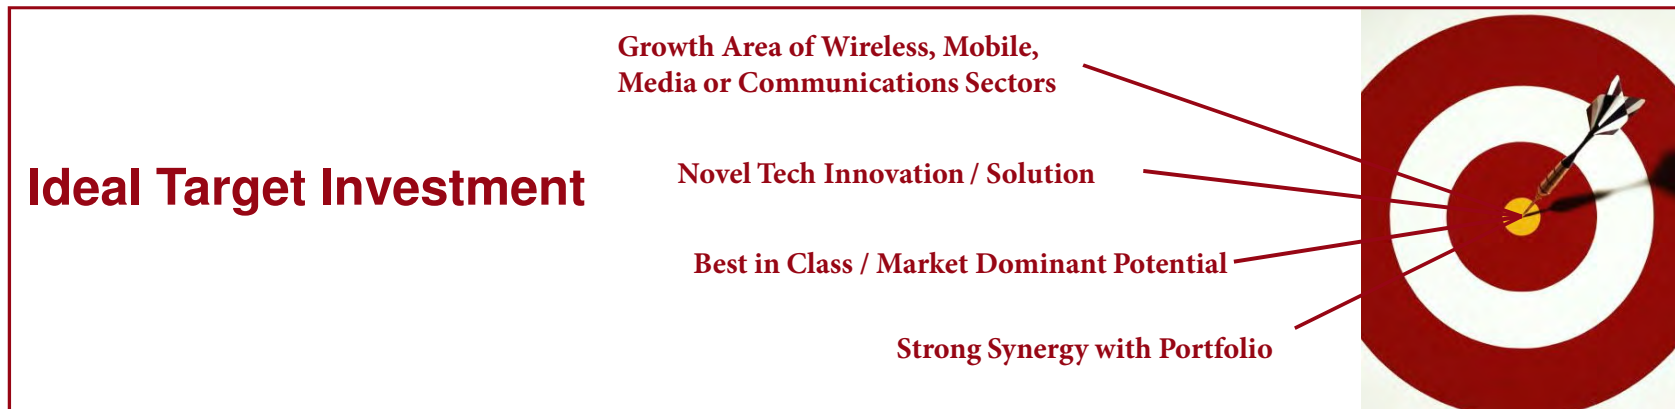 Growth Area of Wireless, Mobile,
Media or Communications Sectors
Ideal Target Investment
Novel Tech Innovation / Solution
Best in Class / Market Dominant Potential
Strong Synergy with Portfolio